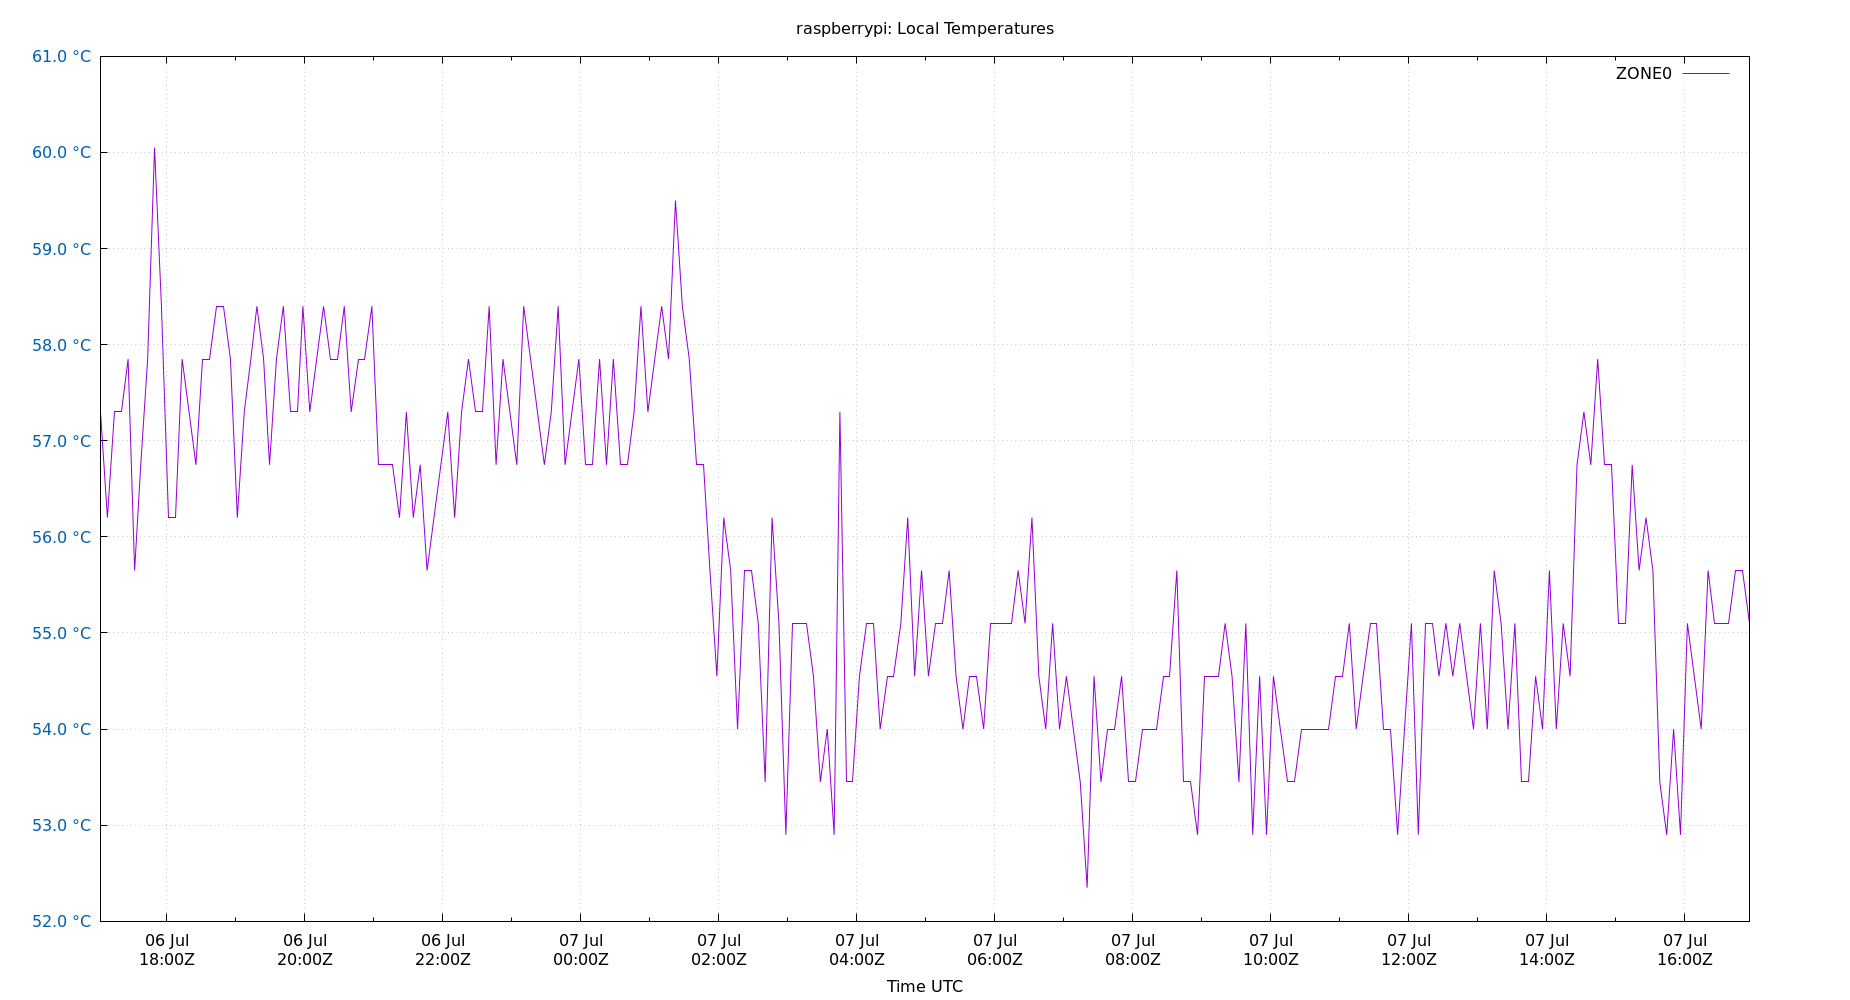 raspberrypi: Local Temperatures
61.0 °C
ZONE0
60.0 °C
59.0 °C
58.0 °C
57.0 °C
56.0 °C
55.0 °C
54.0 °C
53.0 °C
52.0 °C
06 Jul 06 Jul 06 Jul 07 Jul 07 Jul 07 Jul 07 Jul 07 Jul 07 Jul 07 Jul 07 Jul 07 Jul
18:00Z 20:00Z 22:00Z 00:00Z 02:00Z 04:00Z 06:00Z 08:00Z 10:00Z 12:00Z 14:00Z 16:00Z
Time UTC